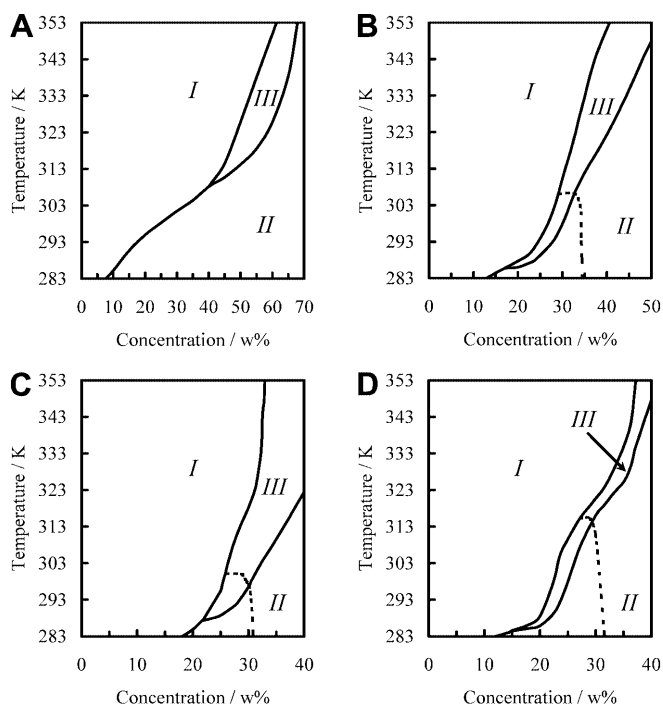 A
353
343
333
323
313
303
293
283
Temperature / K
I
III
II
0 10 20 30 40 50 60 70
Concentration / w%
B
353
343
333
323
313
303
293
283
Temperature / K
I
III
II
0 10 20 30 40 50
Concentration / w%
C
353
343
333
323
313
303
293
283
Temperature / K
I
III
II
0 10 20 30 40
Concentration / w%
D
353
343
333
323
313
303
293
283
Temperature / K
III
I
II
0 10 20 30 40
Concentration / w%